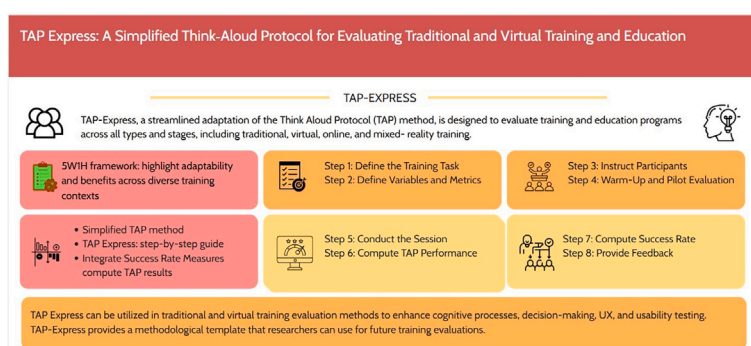 TAP Express: A Simplified Think-Aloud Protocol for Evaluating Traditional and Virtual Training and Education
TAP-EXPRESS
TAP-Express, a streamlined adaptation of the Think Aloud Protocol (TAP) method, is designed to evaluate training and education programs
across all types and stages, including traditional, virtual, online, and mixed- reality training.
5W1H framework: highlight adaptability
and benefits across diverse training
contexts
Step 1: Define the Training Task
Step 2: Define Variables and Metrics
Step 3: Instruct Participants
Step 4: Warm-Up and Pilot Evaluation
• Simplified TAP method
• TAP Express: step-by-step guide
• Integrate Success Rate Measures
compute TAP results
Step 5: Conduct the Session
Step 6: Compute TAP Performance
Step 7: Compute Success Rate
Step 8: Provide Feedback
TAP Express can be utilized in traditional and virtual training evaluation methods to enhance cognitive processes, decision-making, UX, and usability testing.
TAP-Express provides a methodological template that researchers can use for future training evaluations.